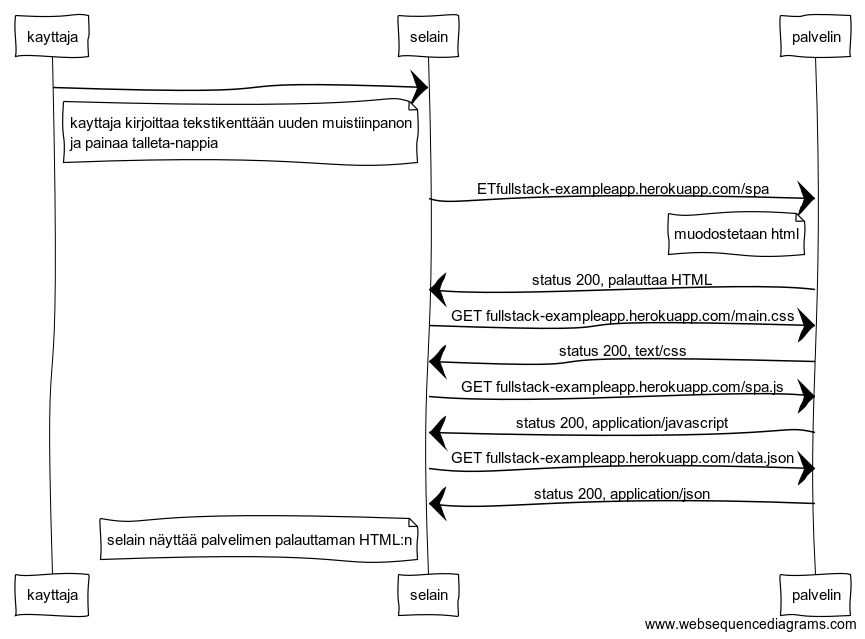 kayttaja
selain
palvelin
kayttaja kirjoittaa tekstikenttään uuden muistiinpanon
ja painaa talleta-nappia
ETfullstack-exampleapp.herokuapp.com/spa
muodostetaan html
status 200, palauttaa HTML
GET fullstack-exampleapp.herokuapp.com/main.css
status 200, text/css
GET fullstack-exampleapp.herokuapp.com/spa.js
status 200, application/javascript
GET fullstack-exampleapp.herokuapp.com/data.json
status 200, application/json
selain näyttää palvelimen palauttaman HTML:n
kayttaja
selain
palvelin
www.websequencediagrams.com